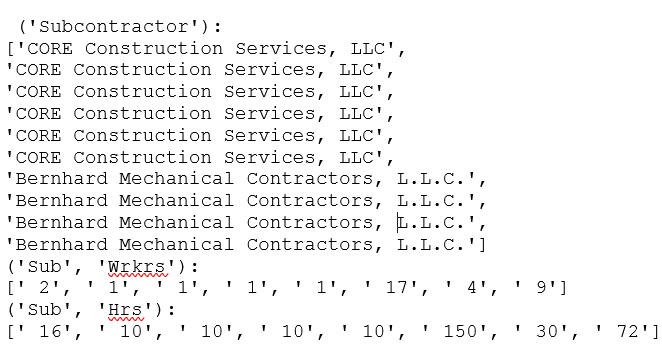 ('Subcontractor'):
['CORE Construction Services, LLC',
'CORE Construction Services, LLC',
'CORE Construction Services, LLC',
'CORE Construction Services, LLC',
'CORE Construction Services, LLC',
'CORE Construction Services, LLC',
'Bernhard Mechanical Contractors, L.L.C.',
'Bernhard Mechanical Contractors, L.L.C.',
'Bernhard Mechanical Contractors, L.L.C.',
'Bernhard Mechanical Contractors, L.L.C.']
('Sub', 'Wrkrs'):
[' 2', ' 1', ' 1', ' 1', ' 1', ' 17', ' 4', ' 9']
('Sub', 'Hrs'):
[' 16', ' 10', ' 10', ' 10', ' 10', ' 150', ' 30', ' 72']